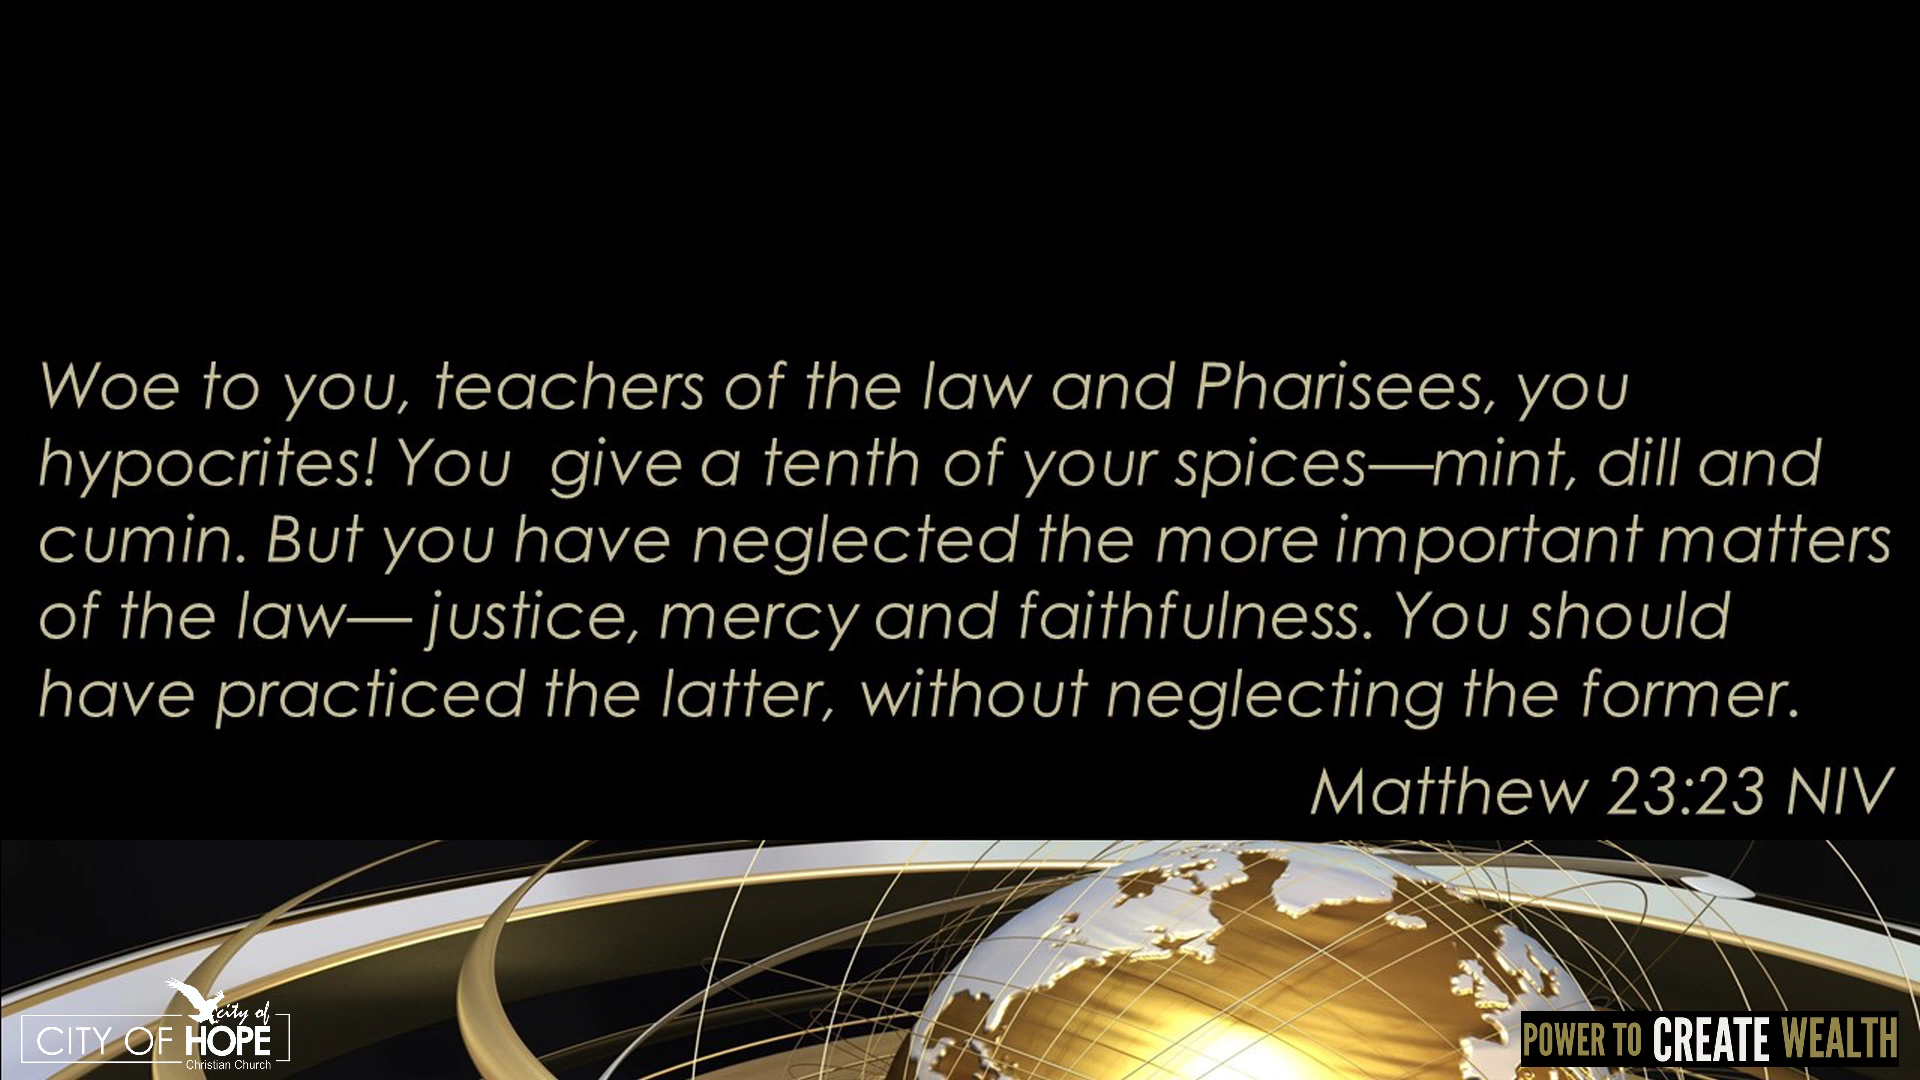 Woe to you, teachers of the law and Pharisees, you
hypocrites! You  give a tenth of your spices—mint, dill and
cumin. But you have neglected the more important matters
of the law— justice, mercy and faithfulness. You should
have practiced the latter, without neglecting the former.
Matthew 23:23 NIV
city of
CITY OF HOPE
Christian Church
POWER TO CREATE WEALTH